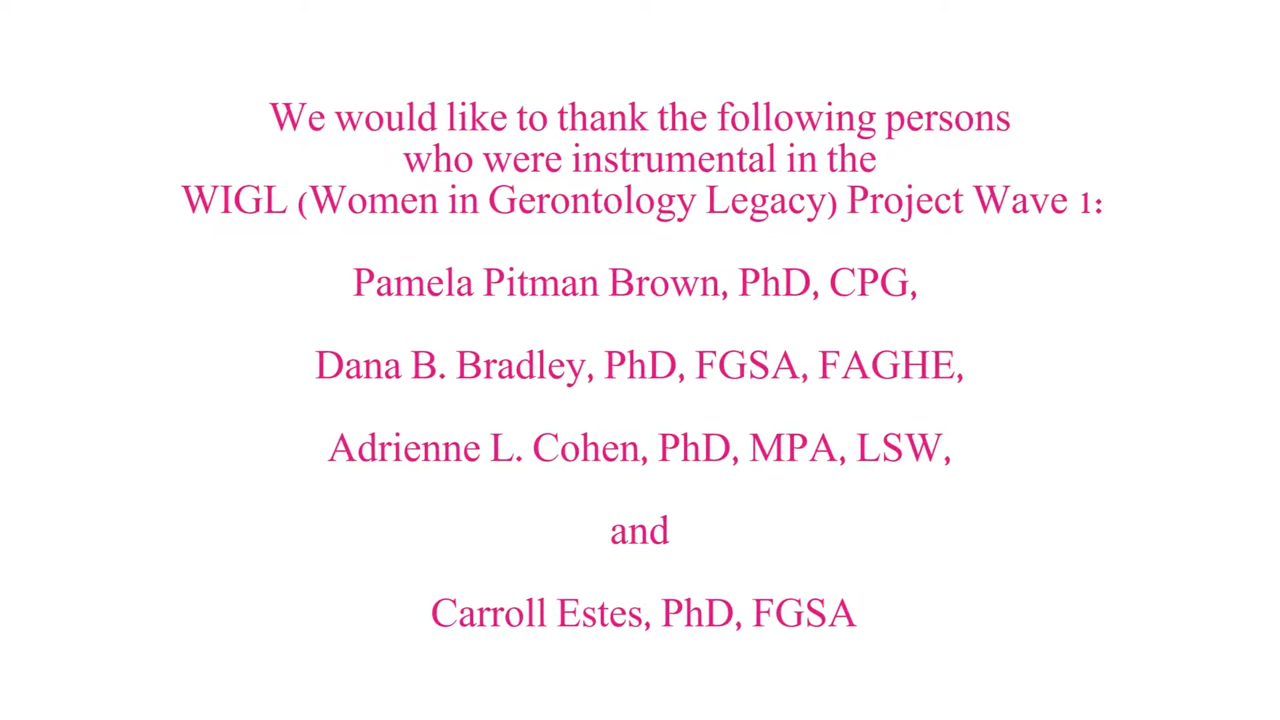 We would like to thank the following persons
who were instrumental in the
WIGL (Women in Gerontology Legacy) Project Wave 1:
Pamela Pitman Brown, PhD, CPG,
Dana B. Bradley, PhD, FGSA, FAGHE,
Adrienne L. Cohen, PhD, MPA, LSW,
and
Carroll Estes, PhD, FGSA